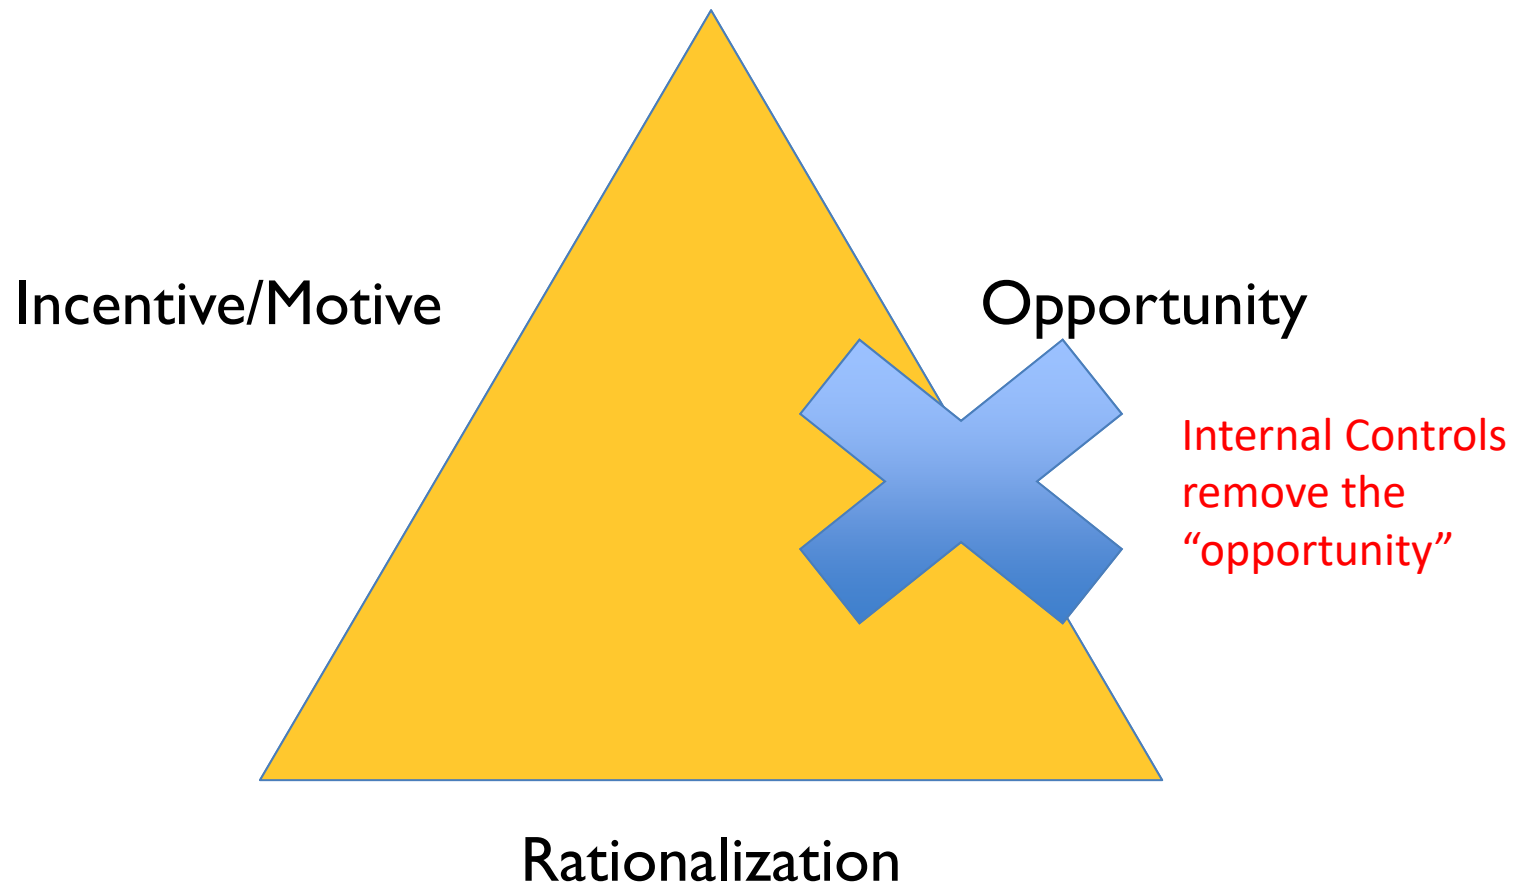 Incentive/Motive
Opportunity
Internal Controls
remove the
“opportunity”
Rationalization